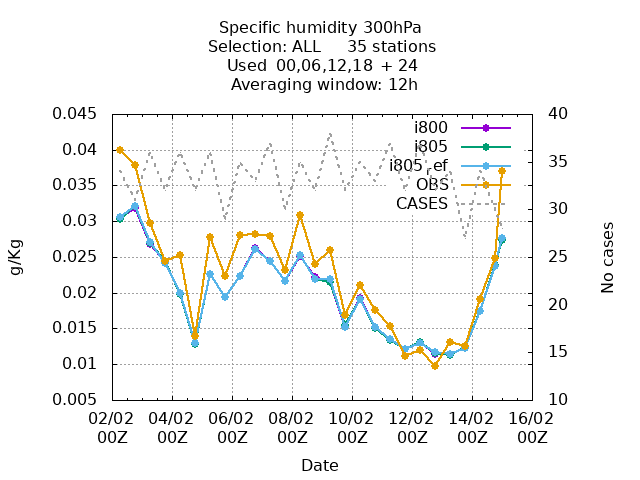 Specific humidity 300hPa
Selection: ALL 35 stations
Used 00,06,12,18 + 24
Averaging window: 12h
0.045 40
i800
i805
0.04 35
i805_ef
0.035 OBS
CASES 30
0.03
0.025 25
g/Kg
No cases
0.02 20
0.015 15
0.01
0.005 10
02/02 04/02 06/02 08/02 10/02 12/02 14/02 16/02
00Z 00Z 00Z 00Z 00Z 00Z 00Z 00Z
Date